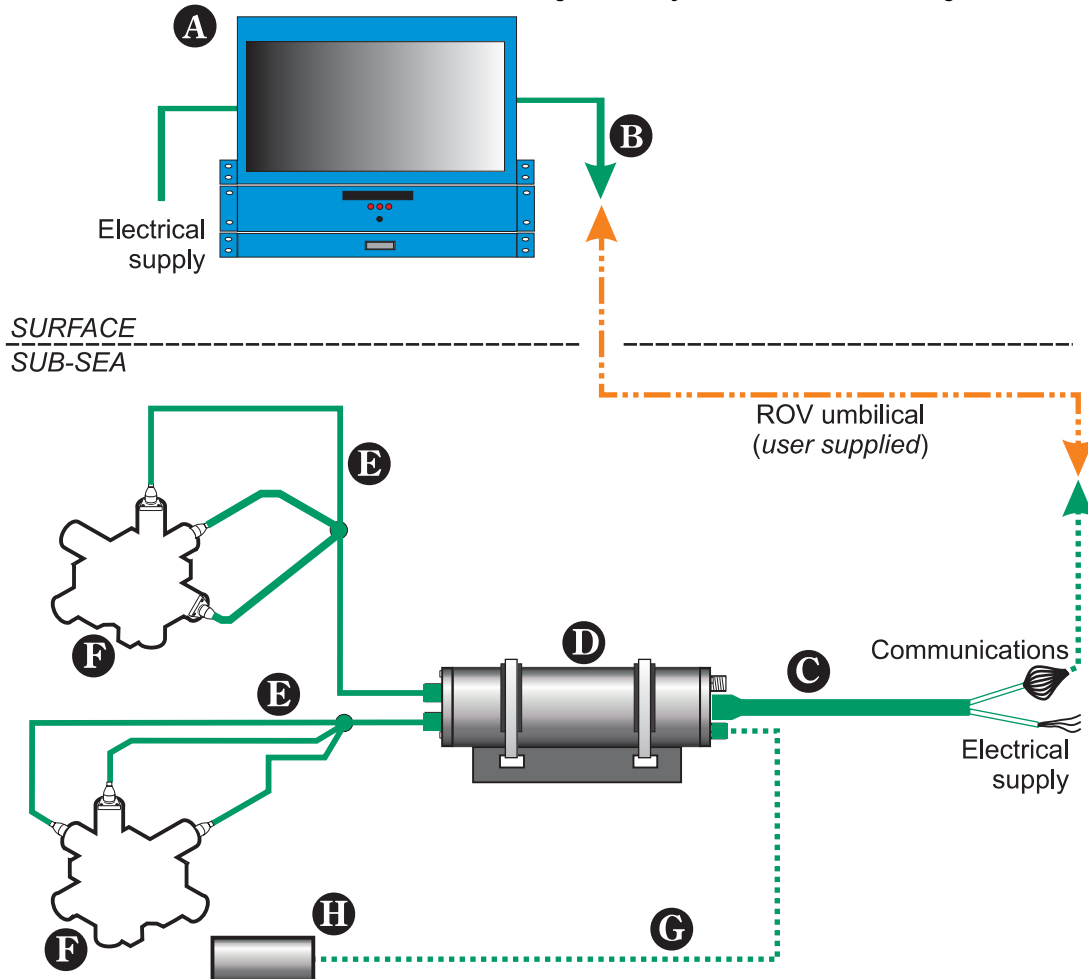 A
B
Electrical
supply
SURFACE
SUB-SEA
ROV umbilical
(user supplied)
E
F
D
C
Communications
Electrical
supply
E
F
H
G